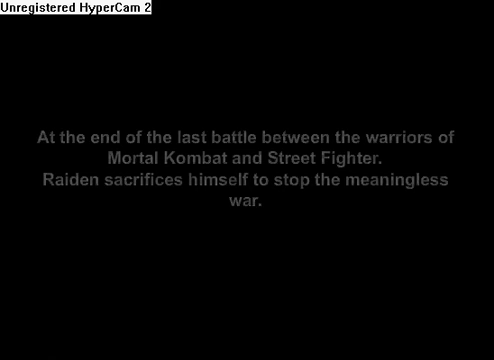 Unregistered HyperCam 2
At the end of the last battle between the warriors of
Mortal Kombat and Street Fighter.
Raiden sacrifices himself to stop the meaningless
war.